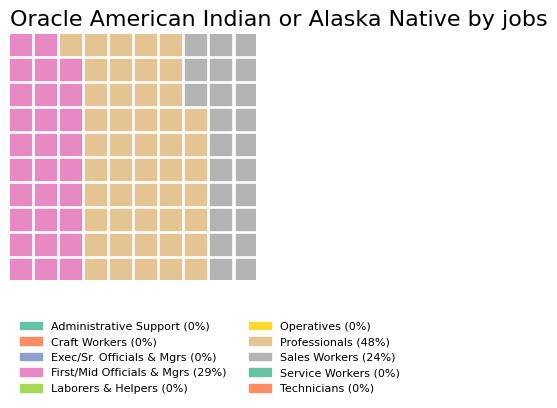 Oracle American Indian or Alaska Native by jobs
Administrative Support (0%)
Craft Workers (0%)
Exec/Sr. Officials & Mgrs (0%)
First/Mid Officials & Mgrs (29%)
Laborers & Helpers (0%)
Operatives (0%)
Professionals (48%)
Sales Workers (24%)
Service Workers (0%)
Technicians (0%)